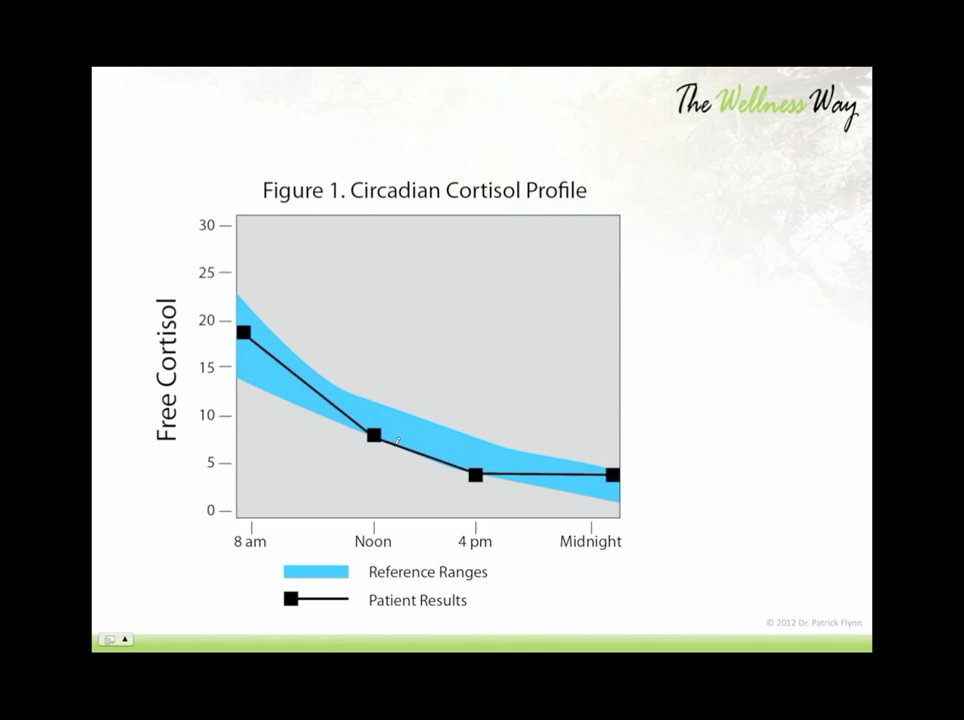 The Wellness Way
Figure 1. Circadian Cortisol Profile
Free Cortisol
30
25
20
15
10
5
0
8 am Noon 4 pm Midnight
Reference Ranges
Patient Results
© 2012 Dr. Patrick Flynn